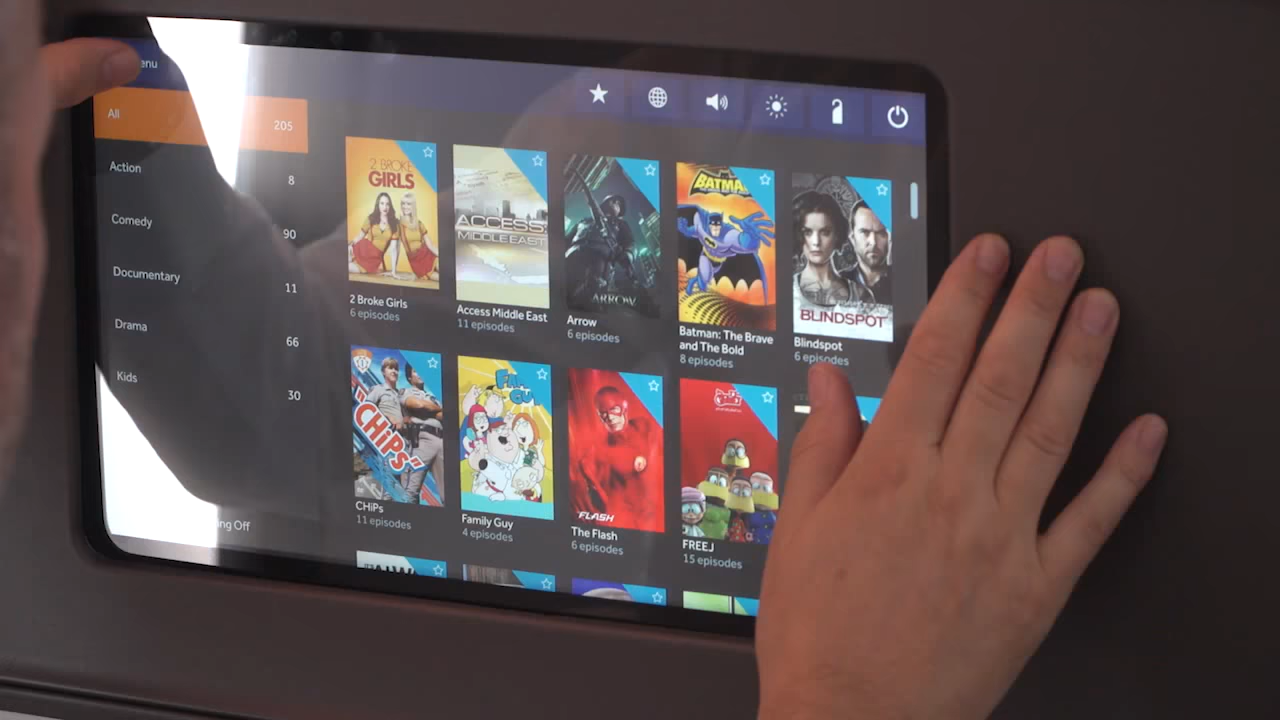 enu
All
205
Action
8
Comedy
90
Documentary
11
Drama
66
Kids
30
ng Off
2 BROKE
GIRLS
2 Broke Girls
6 episodes
ACCESS
MIDDLE EAST
Access Middle East
11 episodes
ARROW
Arrow
6 episodes
BATMA
Batman: The Brave
and The Bold
8 episodes
BLINDSPOT
Blindspot
6 episodes
"CHiPs"
CHiPs
11 episodes
FAM
GU
Family Guy
4 episodes
FLASH
The Flash
6 episodes
FREEJ
15 episodes